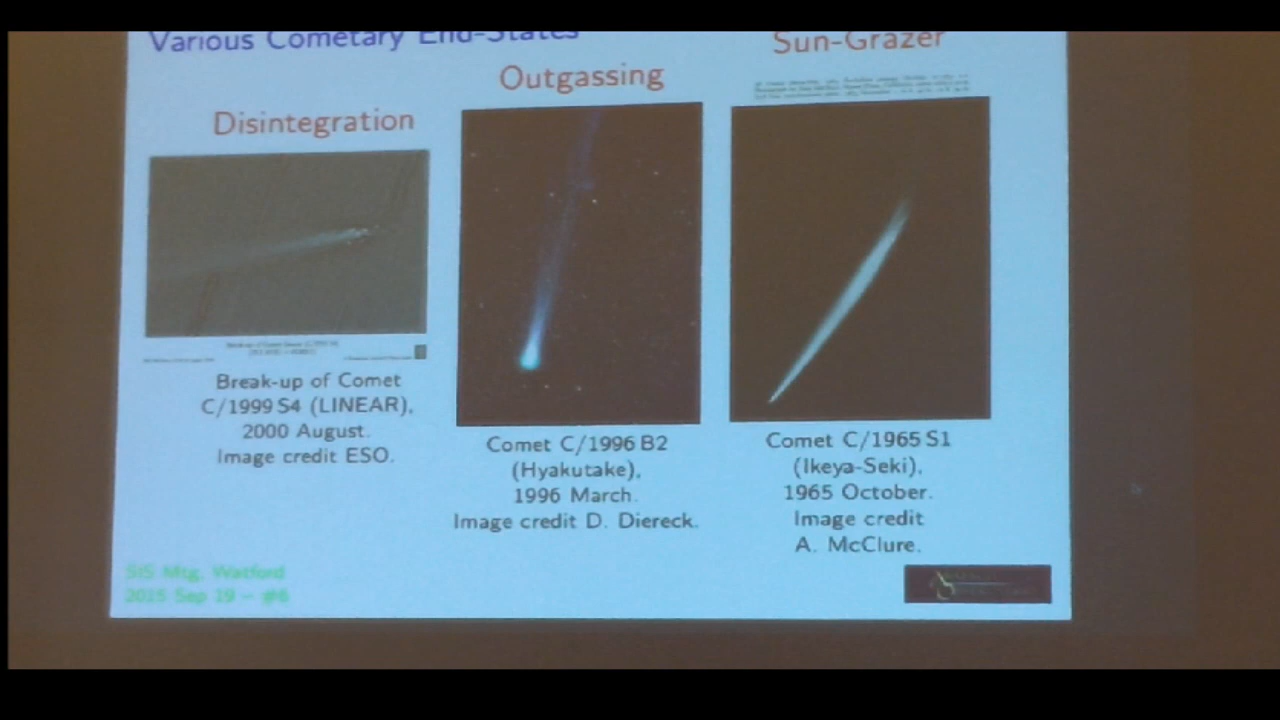 Various Cometary End-States
Disintegration
Break-up of Comet
C/1999 S4 (LINEAR),
2000 August.
Image credit ESO.
Outgassing
Comet C/1996 B2
(Hyakutake),
1996 March.
Image credit D. Diereck.
Sun-Grazer
Comet C/1965 S1
(Ikeya-Seki),
1965 October.
Image credit
A. McClure.
SIS Mtg, Watford
2015 Sep 19 – #6